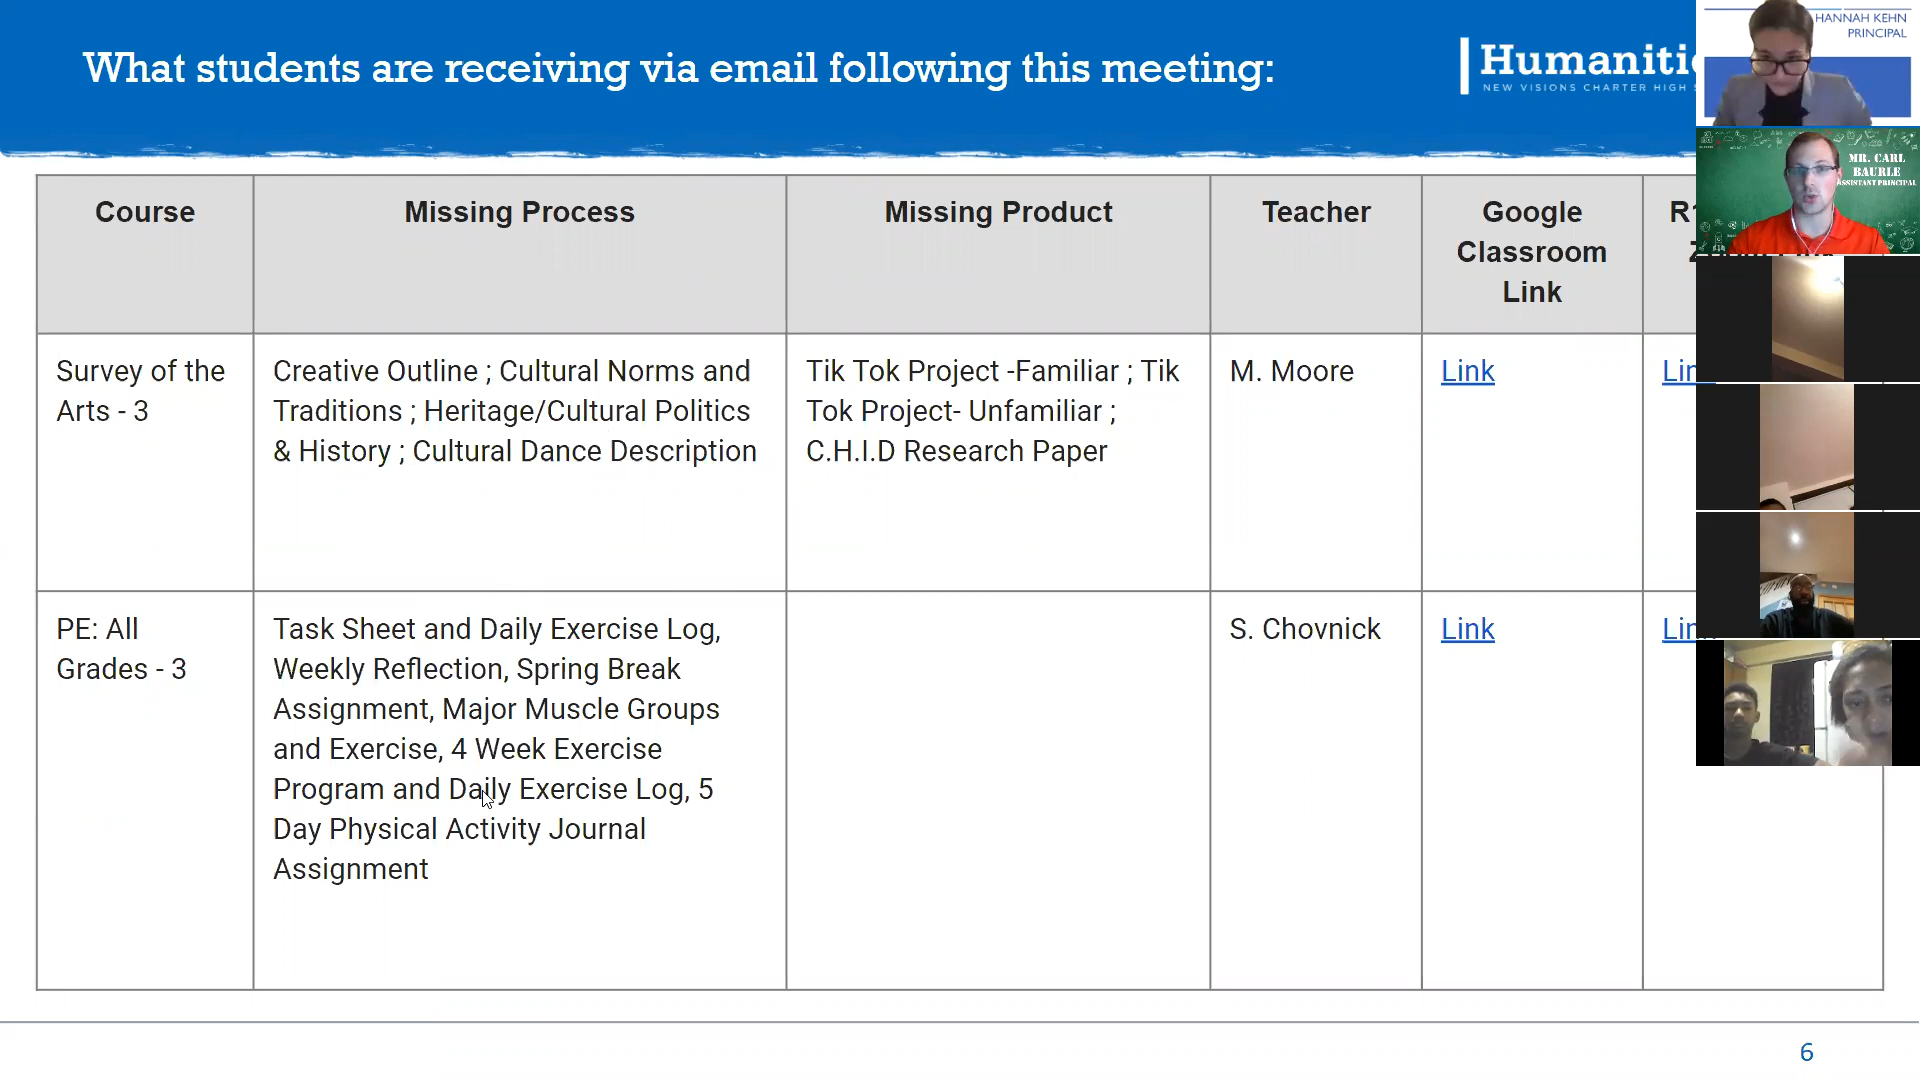 What students are receiving via email following this meeting:
Humanitie
NEW VISIONS CHARTER HIGH S
HANNAH KEHN
PRINCIPAL
MR. CARL
BAURLE
ASSISTANT PRINCIPAL
Course
Missing Process
Missing Product
Teacher
Google
Classroom
Link
Survey of the
Arts - 3
Creative Outline ; Cultural Norms and
Traditions ; Heritage/Cultural Politics
& History ; Cultural Dance Description
Tik Tok Project -Familiar ; Tik
Tok Project- Unfamiliar ;
C.H.I.D Research Paper
M. Moore
Link
Lin
PE: All
Grades - 3
Task Sheet and Daily Exercise Log,
Weekly Reflection, Spring Break
Assignment, Major Muscle Groups
and Exercise, 4 Week Exercise
Program and Daily Exercise Log, 5
Day Physical Activity Journal
Assignment
S. Chovnick
Link
Lin
6